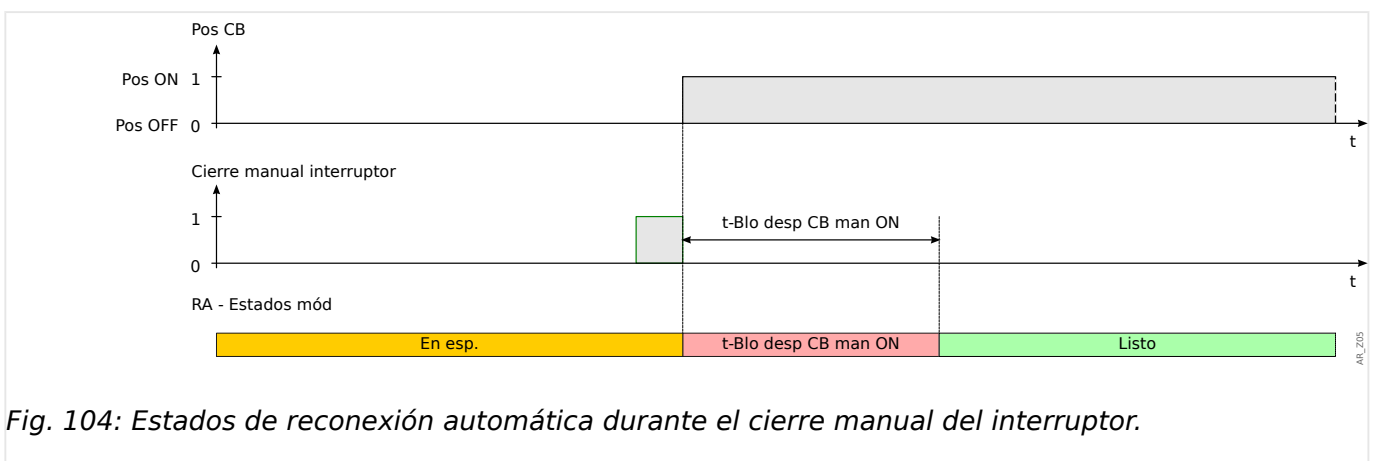 Pos CB
Pos ON 1
Pos OFF 0
t
Cierre manual interruptor
1
t-Blo desp CB man ON
0
t
RA - Estados mód
En esp. t-Blo desp CB man ON Listo
AR_Z05
Fig. 104: Estados de reconexión automática durante el cierre manual del interruptor.